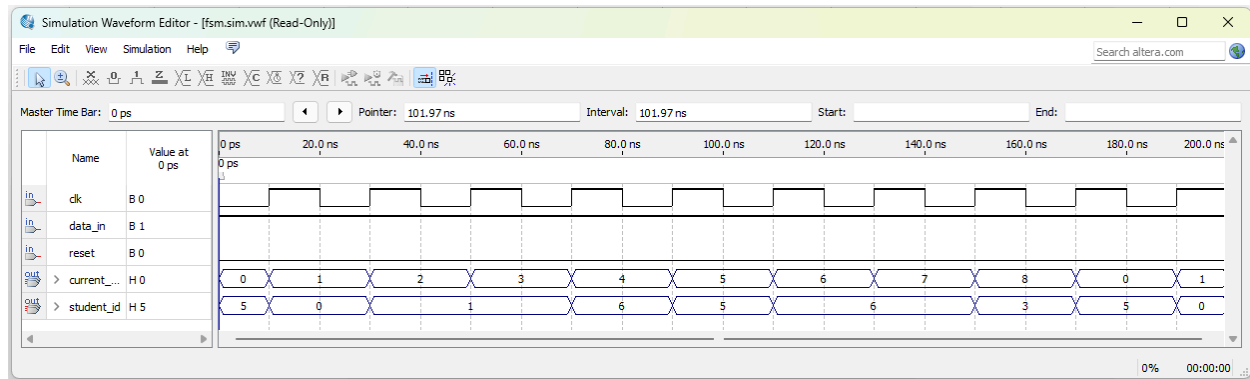 Simulation Waveform Editor - [fsm.sim.vwf (Read-Only)]
File Edit View Simulation Help
Search altera.com
Master Time Bar: 0 ps Pointer: 101.97 ns Interval: 101.97 ns Start: End:
Name Value at 0 ps 0 ps 20.0 ns 40.0 ns 60.0 ns 80.0 ns 100.0 ns 120.0 ns 140.0 ns 160.0 ns 180.0 ns 200.0 ns
0 ps
in clk B 0
in data_in B 1
in reset B 0
out > current_... H 0 0 1 2 3 4 5 6 7 8 0 1
out > student_id H 5 5 0 1 6 5 6 3 5 0
0% 00:00:00